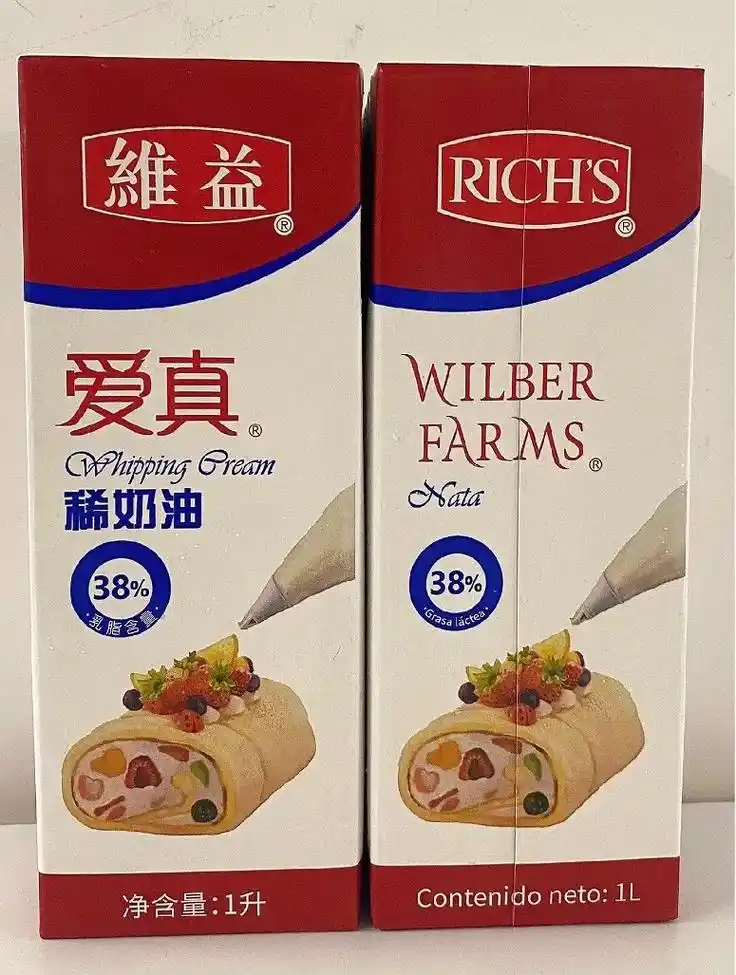 維益
®
爱真
®
Whipping Cream
稀奶油
38%
·乳脂含量·
净含量:1升
RICH'S
®
WILBER
FARMS
®
Nata
38%
·Grasa láctea·
Contenido neto: 1L